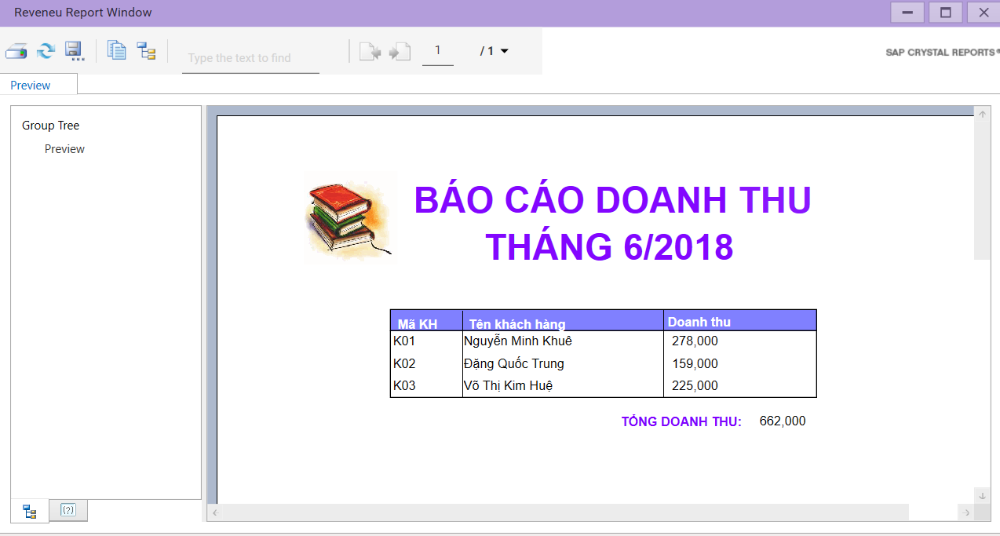 Reveneu Report Window
Type the text to find
1
/ 1
SAP CRYSTAL REPORTS®
Preview
Group Tree
Preview
BÁO CÁO DOANH THU
THÁNG 6/2018
Mã KH Tên khách hàng Doanh thu
K01 Nguyễn Minh Khuê 278,000
K02 Đặng Quốc Trung 159,000
K03 Võ Thị Kim Huệ 225,000
TỔNG DOANH THU: 662,000
(?)